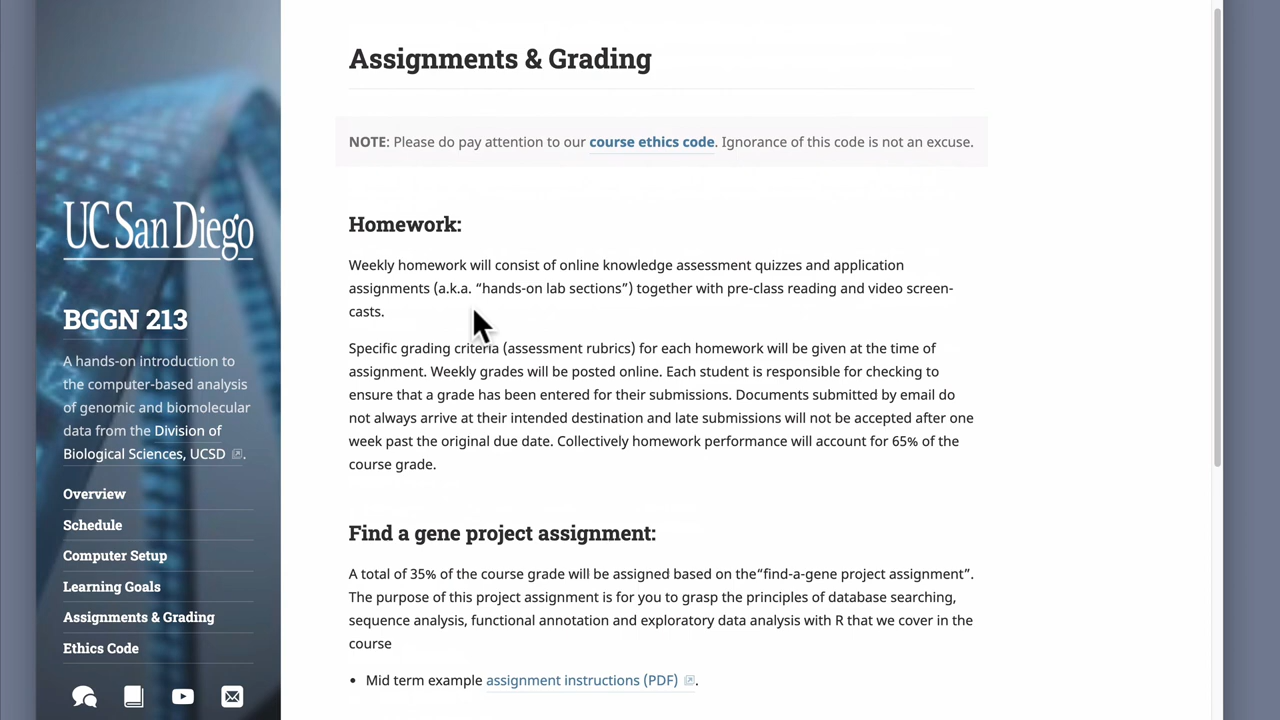 UC San Diego
BGGN 213
A hands-on introduction to
the computer-based analysis
of genomic and biomolecular
data from the Division of
Biological Sciences, UCSD.
Overview
Schedule
Computer Setup
Learning Goals
Assignments & Grading
Ethics Code
Assignments & Grading
NOTE: Please do pay attention to our course ethics code. Ignorance of this code is not an excuse.
Homework:
Weekly homework will consist of online knowledge assessment quizzes and application
assignments (a.k.a. “hands-on lab sections”) together with pre-class reading and video screen-
casts.
Specific grading criteria (assessment rubrics) for each homework will be given at the time of
assignment. Weekly grades will be posted online. Each student is responsible for checking to
ensure that a grade has been entered for their submissions. Documents submitted by email do
not always arrive at their intended destination and late submissions will not be accepted after one
week past the original due date. Collectively homework performance will account for 65% of the
course grade.
Find a gene project assignment:
A total of 35% of the course grade will be assigned based on the“find-a-gene project assignment”.
The purpose of this project assignment is for you to grasp the principles of database searching,
sequence analysis, functional annotation and exploratory data analysis with R that we cover in the
course
• Mid term example assignment instructions (PDF).